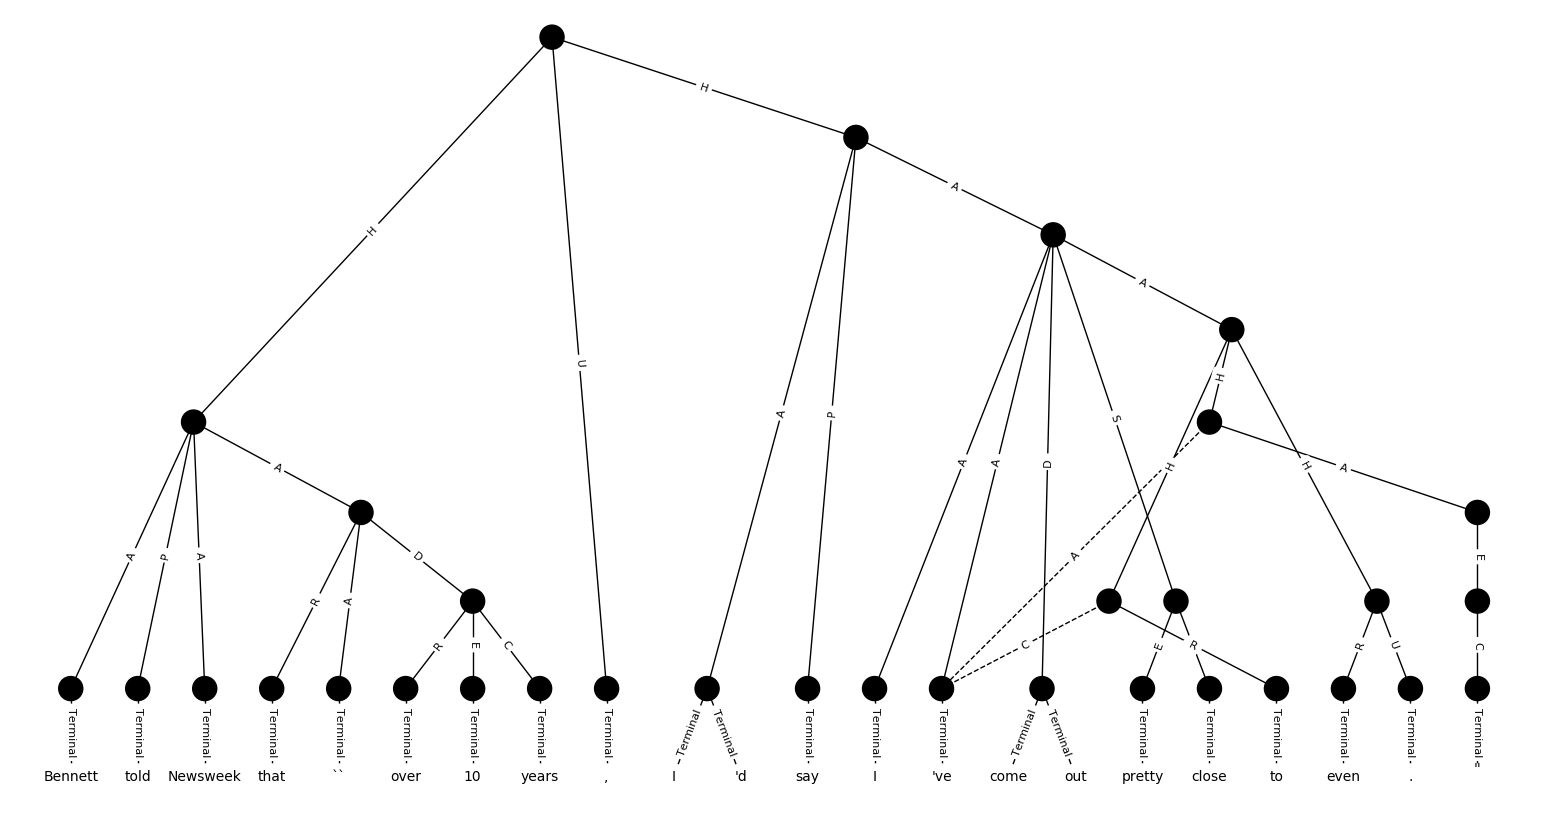 H
H
A
A
H
U
A
P
S
H
A
A
D
H
H
A
A
P
A
R
A
D
A
E
R
E
C
C
E
R
R
U
C
Terminal Terminal Terminal Terminal Terminal Terminal Terminal Terminal Terminal Terminal Terminal Terminal Terminal Terminal Terminal Terminal Terminal Terminal Terminal Terminal Terminal Terminal
Bennett told Newsweek that `` over 10 years , I 'd say I 've come out pretty close to even .